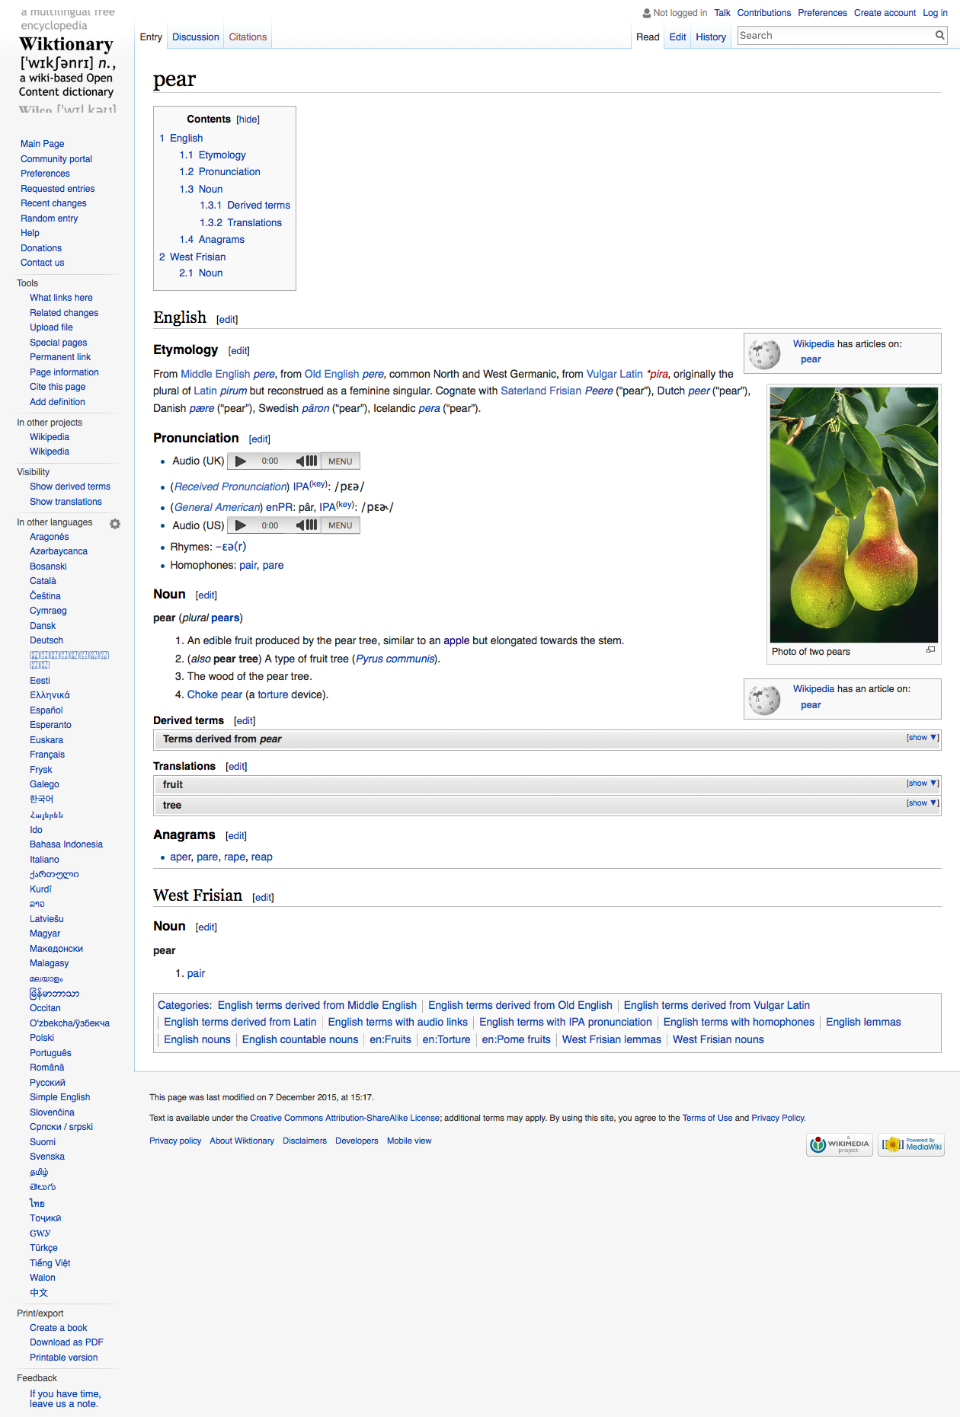 a multilingual free
encyclopedia
Wiktionary
['wɪkʃənrɪ] n.,
a wiki-based Open
Content dictionary
Wilco ['wɪl kəʊ]
Not logged in Talk Contributions Preferences Create account Log in
Entry Discussion Citations Read Edit History Search
pear
Contents [hide]
1 English
1.1 Etymology
1.2 Pronunciation
1.3 Noun
1.3.1 Derived terms
1.3.2 Translations
1.4 Anagrams
2 West Frisian
2.1 Noun
Main Page
Community portal
Preferences
Requested entries
Recent changes
Random entry
Help
Donations
Contact us
Tools
What links here
Related changes
Upload file
Special pages
Permanent link
Page information
Cite this page
Add definition
In other projects
Wikipedia
Wikipedia
Visibility
Show derived terms
Show translations
In other languages
Aragonés
Azərbaycanca
Bosanski
Català
Čeština
Cymraeg
Dansk
Deutsch
Eesti
Ελληνικά
Español
Esperanto
Euskara
Français
Frysk
Galego
한국어
Հայերեն
Ido
Bahasa Indonesia
Italiano
ქართული
Kurdî
ລາວ
Latviešu
Magyar
Македонски
Malagasy
മലയാളം
မြန်မာဘာသာ
Occitan
Oʻzbekcha/ўзбекча
Polski
Português
Română
Русский
Simple English
Slovenčina
Српски / srpski
Suomi
Svenska
தமிழ்
తెలుగు
ไทย
Тоҷикӣ
ᏣᎳᎩ
Türkçe
Tiếng Việt
Walon
中文
Print/export
Create a book
Download as PDF
Printable version
Feedback
If you have time,
leave us a note.
English [edit]
Wikipedia has articles on:
pear
Etymology [edit]
From Middle English pere, from Old English pere, common North and West Germanic, from Vulgar Latin *pira, originally the
plural of Latin pirum but reconstrued as a feminine singular. Cognate with Saterland Frisian Peere (“pear”), Dutch peer (“pear”),
Danish pære (“pear”), Swedish päron (“pear”), Icelandic pera (“pear”).
Photo of two pears
Pronunciation [edit]
Audio (UK) 0:00 MENU
(Received Pronunciation) IPA(key): /pɛə/
(General American) enPR: pâr, IPA(key): /pɛɚ/
Audio (US) 0:00 MENU
Rhymes: -ɛə(r)
Homophones: pair, pare
Noun [edit]
pear (plural pears)
1. An edible fruit produced by the pear tree, similar to an apple but elongated towards the stem.
2. (also pear tree) A type of fruit tree (Pyrus communis).
3. The wood of the pear tree.
4. Choke pear (a torture device).
Wikipedia has an article on:
pear
Derived terms [edit]
Terms derived from pear [show ▼]
Translations [edit]
fruit [show ▼]
tree [show ▼]
Anagrams [edit]
aper, pare, rape, reap
West Frisian [edit]
Noun [edit]
pear
1. pair
Categories: English terms derived from Middle English | English terms derived from Old English | English terms derived from Vulgar Latin
| English terms derived from Latin | English terms with audio links | English terms with IPA pronunciation | English terms with homophones | English lemmas
| English nouns | English countable nouns | en:Fruits | en:Torture | en:Pome fruits | West Frisian lemmas | West Frisian nouns
This page was last modified on 7 December 2015, at 15:17.
Text is available under the Creative Commons Attribution-ShareAlike License; additional terms may apply. By using this site, you agree to the Terms of Use and Privacy Policy.
Privacy policy About Wiktionary Disclaimers Developers Mobile view
A
WIKIMEDIA
project
Powered By
MediaWiki